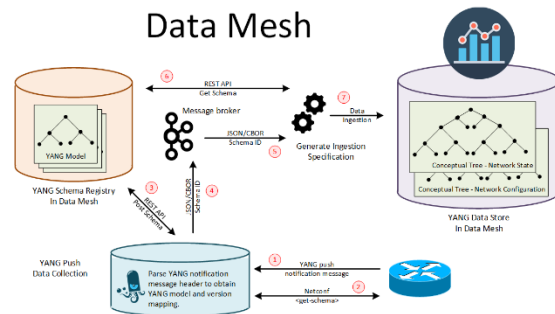 Data Mesh
6
REST API
Get Schema
Message broker
7
Data
Ingestion
YANG Model
JSON/CBOR
Schema ID
5
Generate Ingestion
Specification
Conceptual Tree - Network State
Conceptual Tree - Network Configuration
YANG Schema Registry
In Data Mesh
3
REST API
Post Schema
4
JSON/CBOR
Schema ID
YANG Data Store
In Data Mesh
YANG Push
Data Collection
Parse YANG notification
message header to obtain
YANG model and version
mapping.
1
YANG push
notification message
2
Netconf
<get-schema>